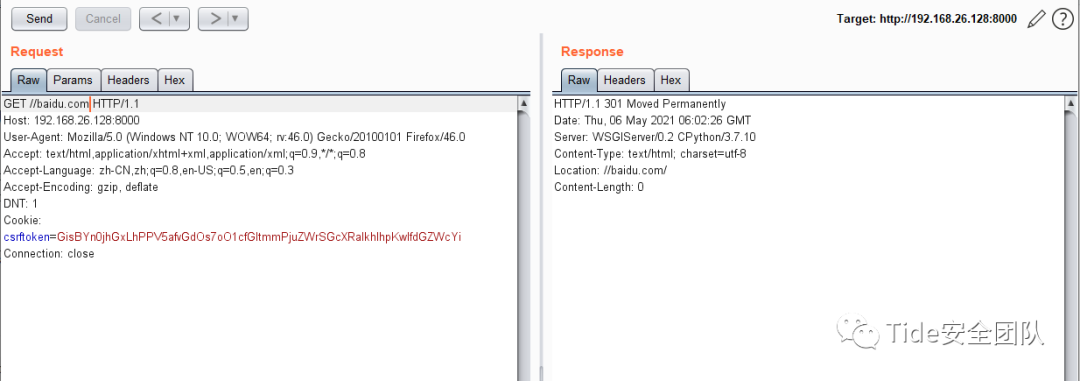 Send
Cancel
<
>
Target: http://192.168.26.128:8000
?
Request
Response
Raw
Params
Headers
Hex
Raw
Headers
Hex
GET //baidu.com HTTP/1.1
Host: 192.168.26.128:8000
User-Agent: Mozilla/5.0 (Windows NT 10.0; WOW64; rv:46.0) Gecko/20100101 Firefox/46.0
Accept: text/html,application/xhtml+xml,application/xml;q=0.9,*/*;q=0.8
Accept-Language: zh-CN,zh;q=0.8,en-US;q=0.5,en;q=0.3
Accept-Encoding: gzip, deflate
DNT: 1
Cookie:
Connection: close
HTTP/1.1 301 Moved Permanently
Date: Thu, 06 May 2021 06:02:26 GMT
Server: WSGIServer/0.2 CPython/3.7.10
Content-Type: text/html; charset=utf-8
Location: //baidu.com/
Content-Length: 0
Tide安全团队